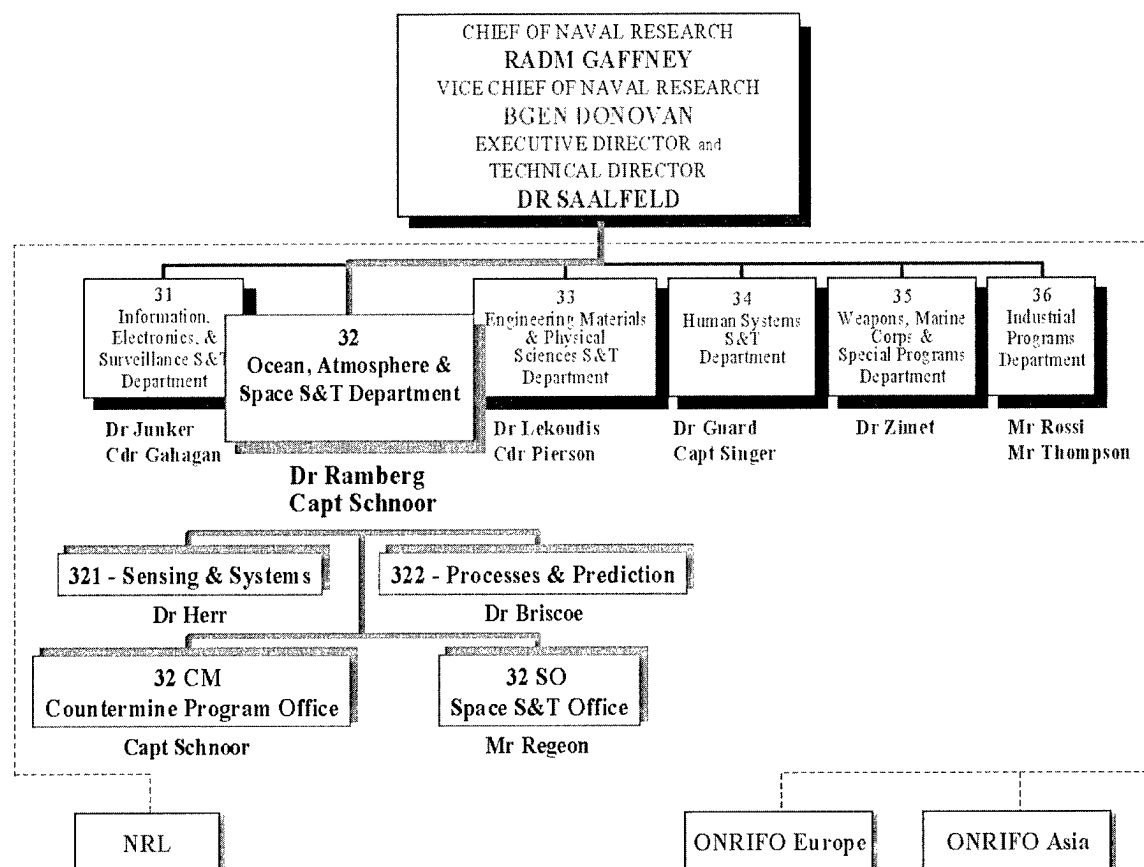 CHIEF OF NAVAL RESEARCH
RADM GAFFNEY
VICE CHIEF OF NAVAL RESEARCH
BGEN DONOVAN
EXECUTIVE DIRECTOR and
TECHNICAL DIRECTOR
DR SAALFELD
31
Information,
Electronics, &
Surveillance S&T
Department
Dr Junker
Cdr Gahagan
32
Ocean, Atmosphere &
Space S&T Department
Dr Ramberg
Capt Schnoor
33
Engineering Materials
& Physical
Sciences S&T
Department
Dr Lekoudis
Cdr Pierson
34
Human Systems
S&T
Department
Dr Guard
Capt Singer
35
Weapons, Marine
Corps &
Special Programs
Department
Dr Zimet
36
Industrial
Programs
Department
Mr Rossi
Mr Thompson
321 - Sensing & Systems
Dr Herr
322 - Processes & Prediction
Dr Briscoe
32 CM
Countermine Program Office
Capt Schnoor
32 SO
Space S&T Office
Mr Regeon
NRL
ONRIFO Europe
ONRIFO Asia